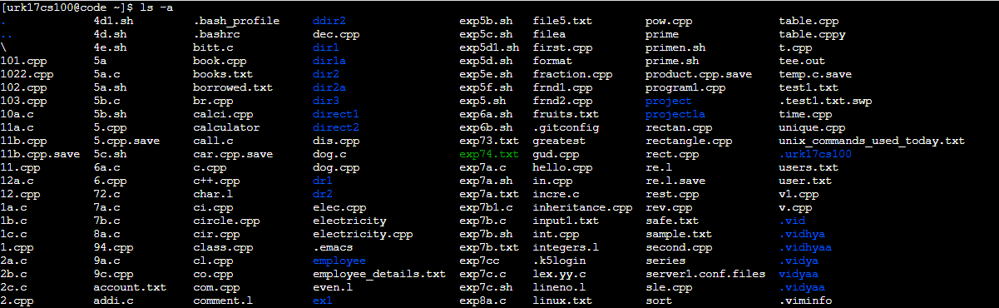 [urk17cs100@code ~]$ ls -a
. 4d1.sh .bash_profile ddir2 exp5b.sh file5.txt pow.cpp table.cpp
.. 4d.sh .bashrc dec.cpp exp5c.sh filea prime table.cppy
\ 4e.sh bitt.c dir1 exp5d1.sh first.cpp primen.sh t.cpp
101.cpp 5a book.cpp dir1a exp5d.sh format prime.sh tee.out
1022.cpp 5a.c books.txt dir2 exp5e.sh fraction.cpp product.cpp.save temp.c.save
102.cpp 5a.sh borrowed.txt dir2a exp5f.sh frnd1.cpp program1.cpp test1.txt
103.cpp 5b.c br.cpp dir3 exp5.sh frnd2.cpp project .test1.txt.swp
10a.c 5b.sh calci.cpp direct1 exp6a.sh fruits.txt project1a time.cpp
11a.c 5.cpp calculator direct2 exp6b.sh .gitconfig rectan.cpp unique.cpp
11b.cpp 5.cpp.save call.c dis.cpp exp73.txt greatest rectangle.cpp unix_commands_used_today.txt
11b.cpp.save 5c.sh car.cpp.save dog.c exp74.txt gud.cpp rect.cpp .urk17cs100
11.cpp 6a.c c.cpp dog.cpp exp7a.c hello.cpp re.l users.txt
12a.c 6.cpp c++.cpp dr1 exp7a.sh in.cpp re.l.save user.txt
12.cpp 72.c char.l dr2 exp7a.txt incre.c rest.cpp v1.cpp
1a.c 7a.c ci.cpp elec.cpp exp7b1.c inheritance.cpp rev.cpp v.cpp
1b.c 7b.c circle.cpp electricity exp7b.c input1.txt safe.txt .vid
1c.c 8a.c cir.cpp electricity.cpp exp7b.sh int.cpp sample.txt .vidhya
1.cpp 94.cpp class.cpp .emacs exp7b.txt integers.l second.cpp .vidhyaa
2a.c 9a.c cl.cpp employee exp7cc .k5login series .vidya
2b.c 9c.cpp co.cpp employee_details.txt exp7c.c lex.yy.c server1.conf.files vidyaa
2c.c account.txt com.cpp even.l exp7c.sh lineno.l sle.cpp .vidyaa
2.cpp addi.c comment.l ex1 exp8a.c linux.txt sort .viminfo